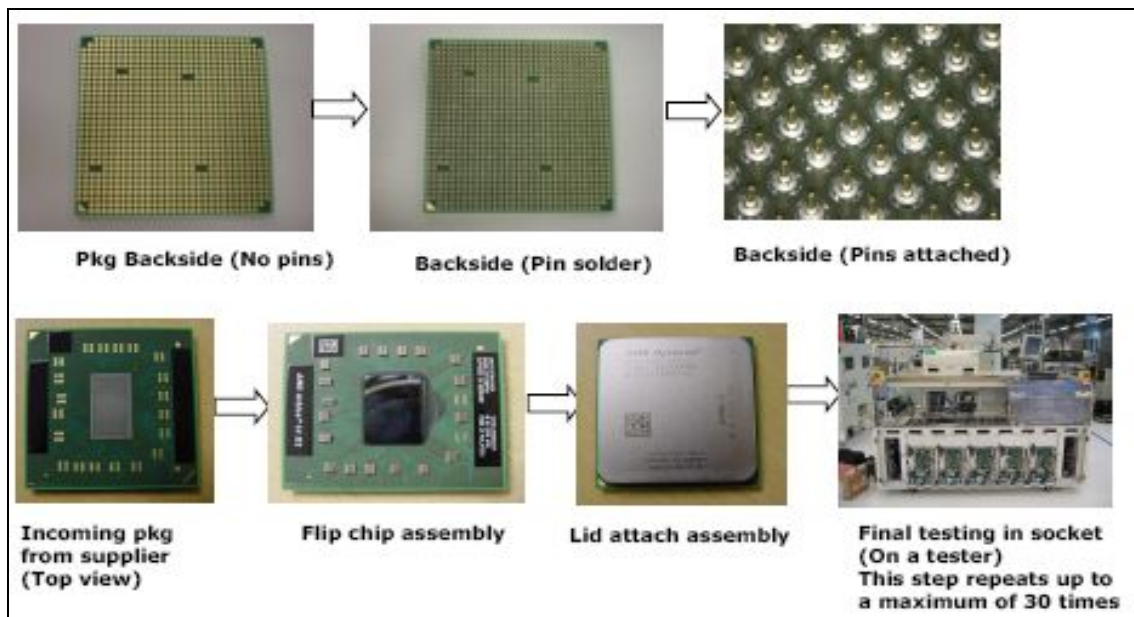 Pkg Backside (No pins)
Backside (Pin solder)
Backside (Pins attached)
Incoming pkg
from supplier
(Top view)
Flip chip assembly
Lid attach assembly
Final testing in socket
(On a tester)
This step repeats up to
a maximum of 30 times